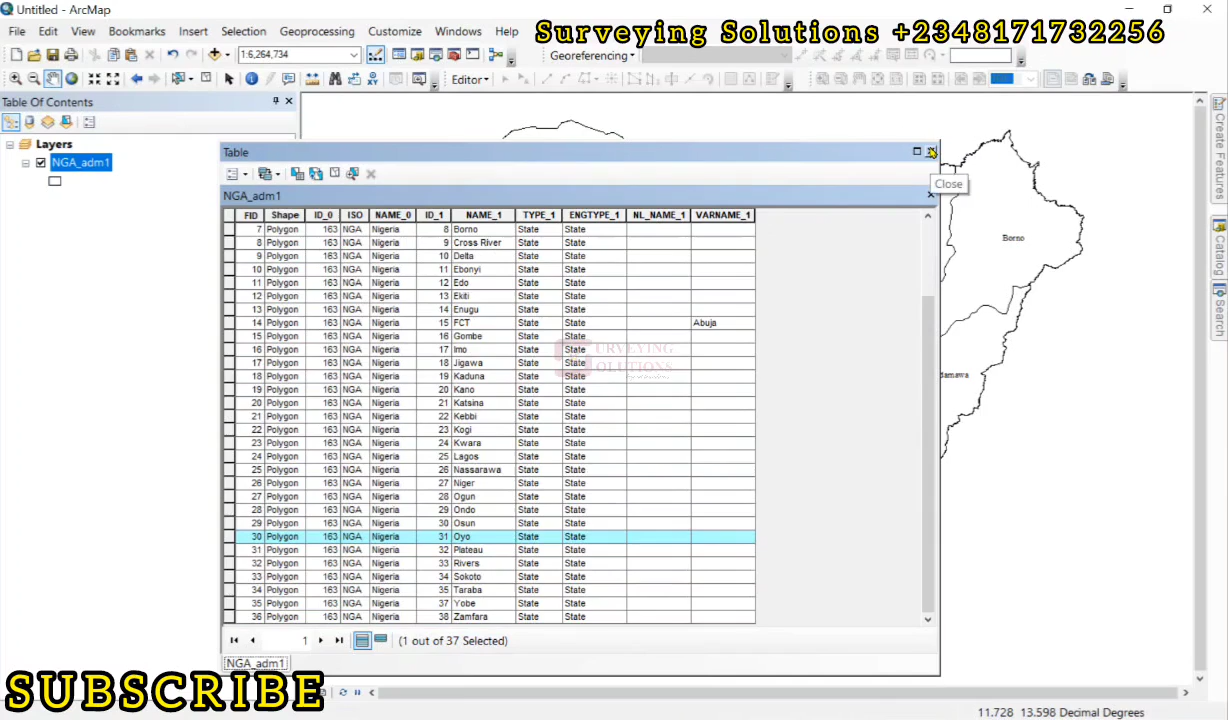 Untitled - ArcMap
File Edit View Bookmarks Insert Selection Geoprocessing Customize Windows Help
Surveying Solutions +2348171732256
1:6,264,734
Georeferencing
Editor
Table Of Contents
Layers
NGA_adm1
Table
Close
NGA_adm1
FID Shape ID_0 ISO NAME_0 ID_1 NAME_1 TYPE_1 ENGTYPE_1 NL_NAME_1 VARNAME_1
7 Polygon 163 NGA Nigeria 8 Borno State State
8 Polygon 163 NGA Nigeria 9 Cross River State State
9 Polygon 163 NGA Nigeria 10 Delta State State
10 Polygon 163 NGA Nigeria 11 Ebonyi State State
11 Polygon 163 NGA Nigeria 12 Edo State State
12 Polygon 163 NGA Nigeria 13 Ekiti State State
13 Polygon 163 NGA Nigeria 14 Enugu State State
14 Polygon 163 NGA Nigeria 15 FCT State State Abuja
15 Polygon 163 NGA Nigeria 16 Gombe State State
16 Polygon 163 NGA Nigeria 17 Imo State State
17 Polygon 163 NGA Nigeria 18 Jigawa State State
18 Polygon 163 NGA Nigeria 19 Kaduna State State
19 Polygon 163 NGA Nigeria 20 Kano State State
20 Polygon 163 NGA Nigeria 21 Katsina State State
21 Polygon 163 NGA Nigeria 22 Kebbi State State
22 Polygon 163 NGA Nigeria 23 Kogi State State
23 Polygon 163 NGA Nigeria 24 Kwara State State
24 Polygon 163 NGA Nigeria 25 Lagos State State
25 Polygon 163 NGA Nigeria 26 Nassarawa State State
26 Polygon 163 NGA Nigeria 27 Niger State State
27 Polygon 163 NGA Nigeria 28 Ogun State State
28 Polygon 163 NGA Nigeria 29 Ondo State State
29 Polygon 163 NGA Nigeria 30 Osun State State
30 Polygon 163 NGA Nigeria 31 Oyo State State
31 Polygon 163 NGA Nigeria 32 Plateau State State
32 Polygon 163 NGA Nigeria 33 Rivers State State
33 Polygon 163 NGA Nigeria 34 Sokoto State State
34 Polygon 163 NGA Nigeria 35 Taraba State State
35 Polygon 163 NGA Nigeria 37 Yobe State State
36 Polygon 163 NGA Nigeria 38 Zamfara State State
SURVEYING
SOLUTIONS
1 (1 out of 37 Selected)
NGA_adm1
Borno
damawa
Create Features
Catalog
Search
SUBSCRIBE
11.728 13.598 Decimal Degrees